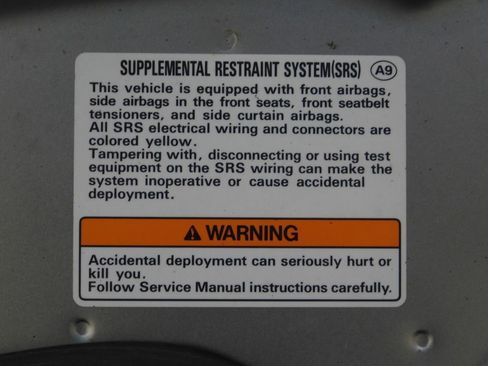 SUPPLEMENTAL RESTRAINT SYSTEM(SRS) A9
This vehicle is equipped with front airbags,
side airbags in the front seats, front seatbelt
tensioners, and side curtain airbags.
All SRS electrical wiring and connectors are
colored yellow.
Tampering with, disconnecting or using test
equipment on the SRS wiring can make the
system inoperative or cause accidental
deployment.
WARNING
Accidental deployment can seriously hurt or
kill you.
Follow Service Manual instructions carefully.